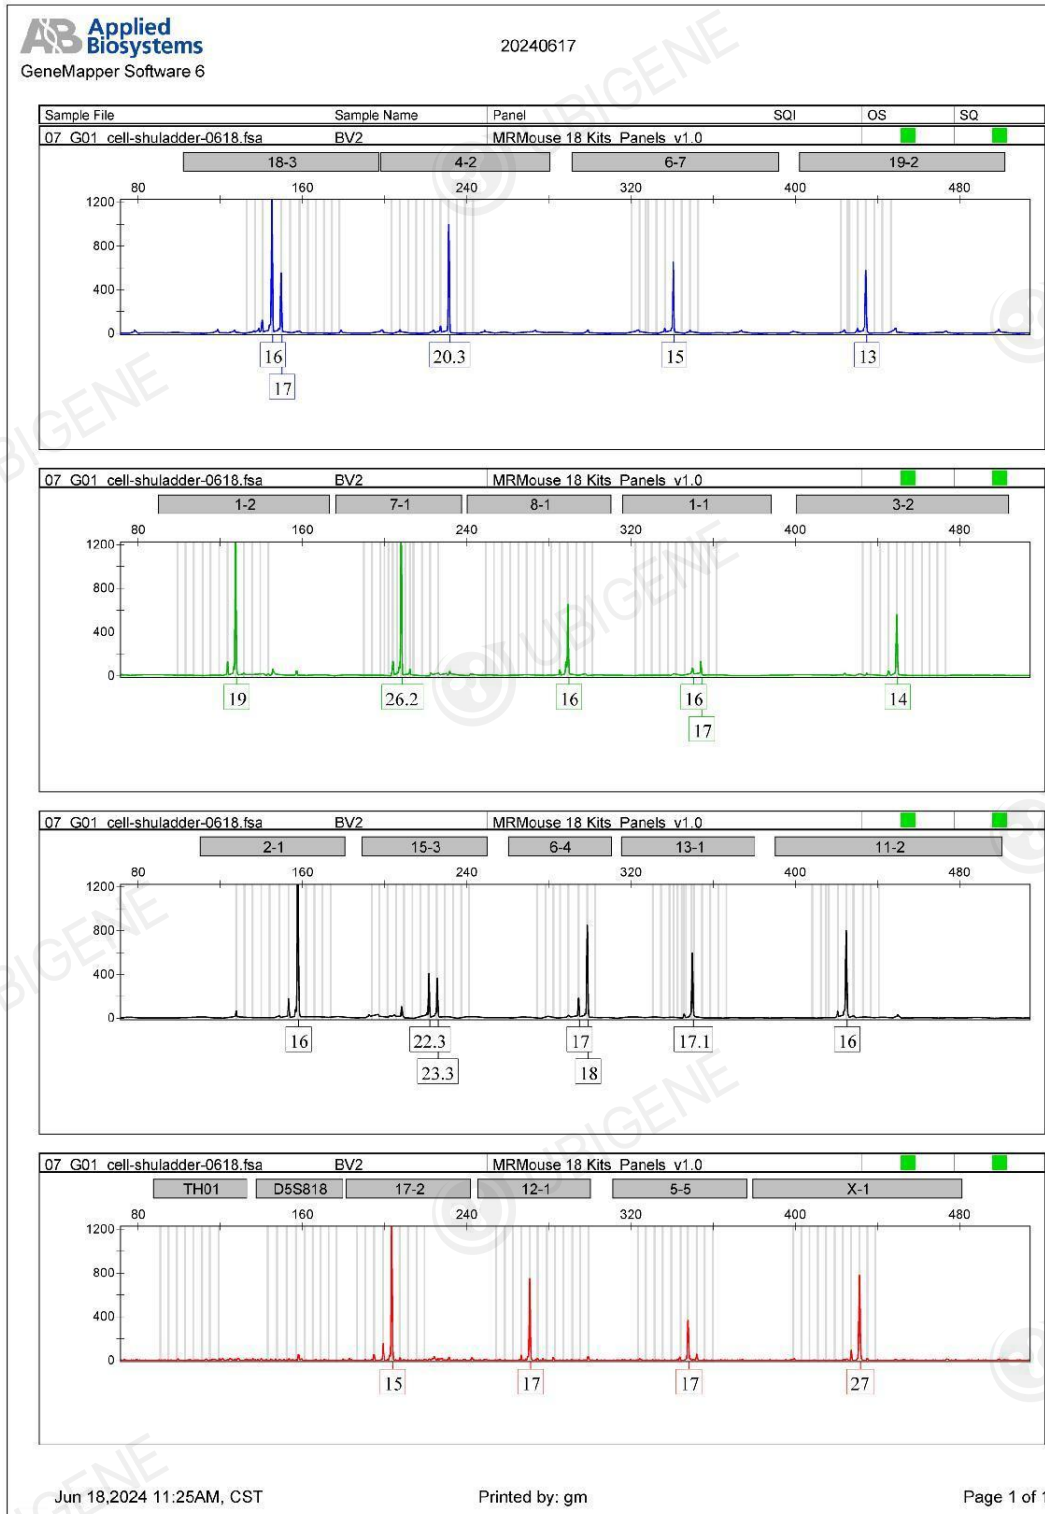 AB Applied
Biosystems
GeneMapper Software 6
20240617
Sample File Sample Name Panel SQI OS SQ
07_G01_cell-shuladder-0618.fsa BV2 MRMouse 18 Kits_Panels_v1.0
18-3 4-2 6-7 19-2
80 160 240 320 400 480
1200
800
400
0
16 20.3 15 13
17
07_G01_cell-shuladder-0618.fsa BV2 MRMouse 18 Kits_Panels_v1.0
1-2 7-1 8-1 1-1 3-2
80 160 240 320 400 480
1200
800
400
0
19 26.2 16 16 14
17
07_G01_cell-shuladder-0618.fsa BV2 MRMouse 18 Kits_Panels_v1.0
2-1 15-3 6-4 13-1 11-2
80 160 240 320 400 480
1200
800
400
0
16 22.3 17 17.1 16
23.3 18
07_G01_cell-shuladder-0618.fsa BV2 MRMouse 18 Kits_Panels_v1.0
TH01 D5S818 17-2 12-1 5-5 X-1
80 160 240 320 400 480
1200
800
400
0
15 17 17 27
Jun 18,2024 11:25AM, CST Printed by: gm Page 1 of 1
UBIGENE
UBIGENE
UBIGENE
UBIGENE